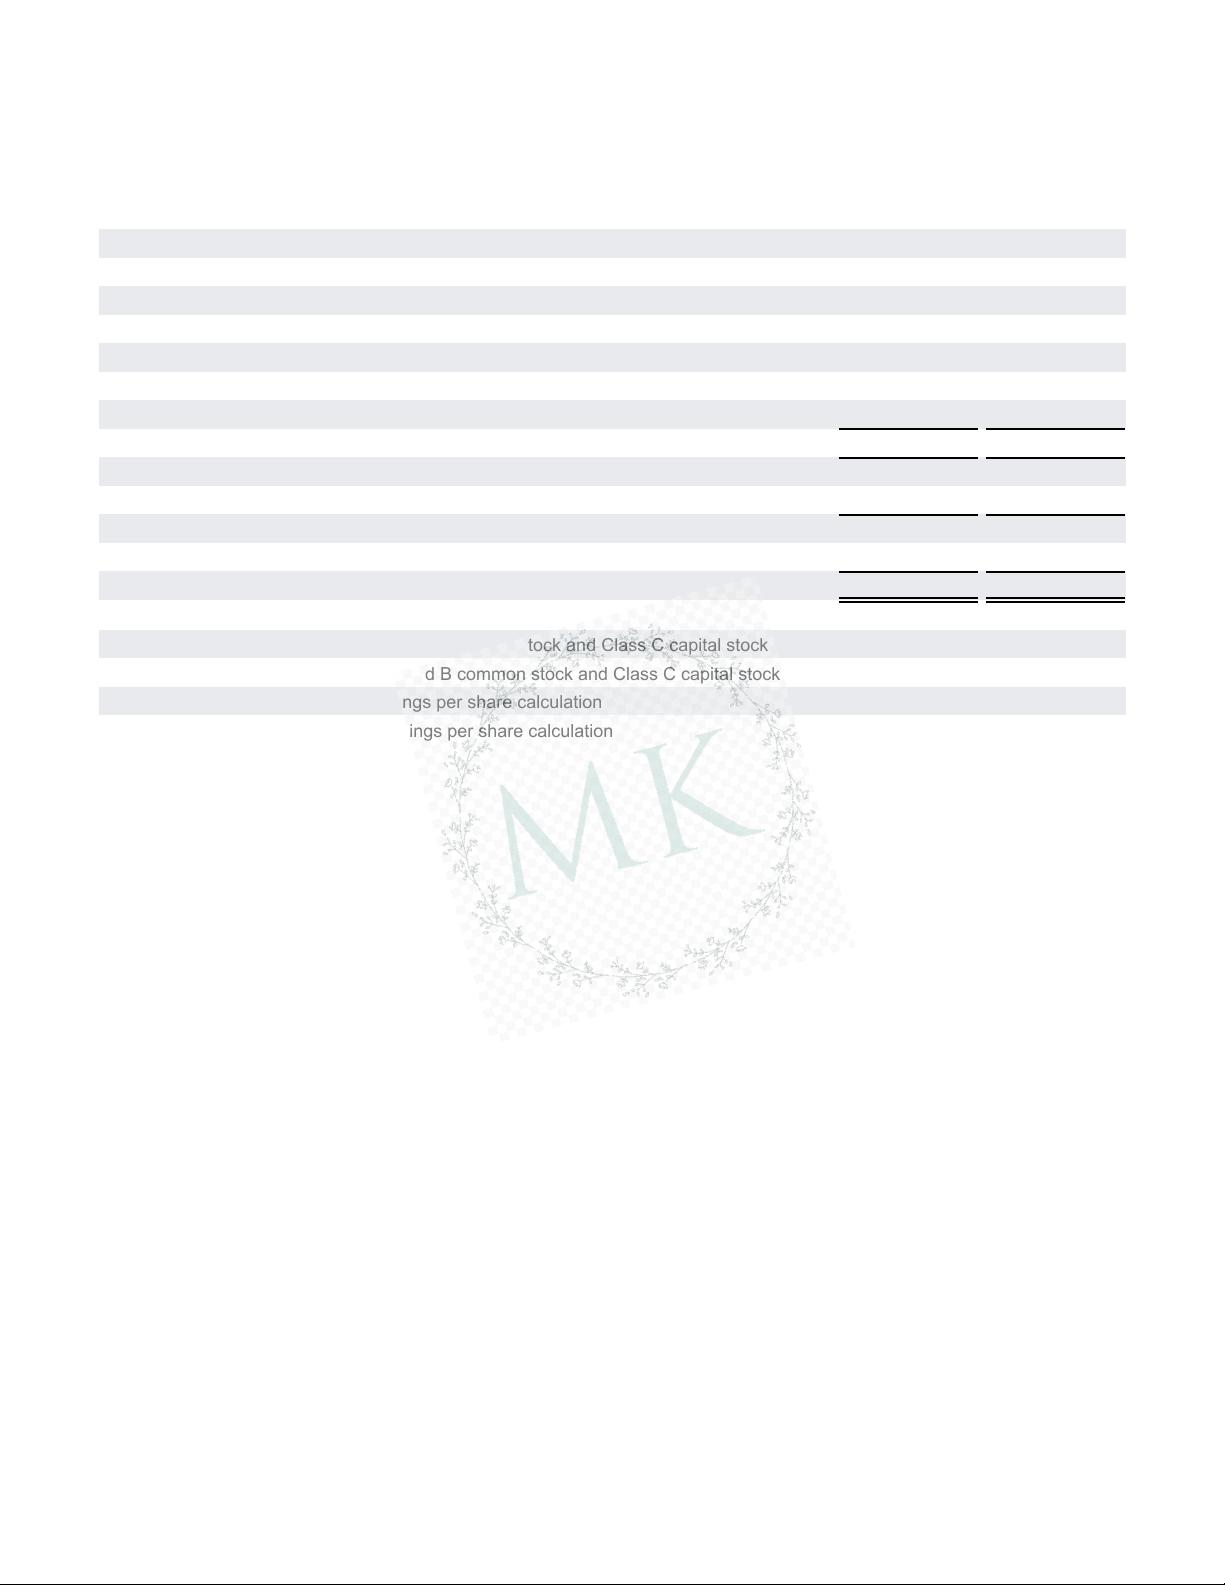 tock and Class C capital stock
d B common stock and Class C capital stock
ngs per share calculation
ings per share calculation
MK